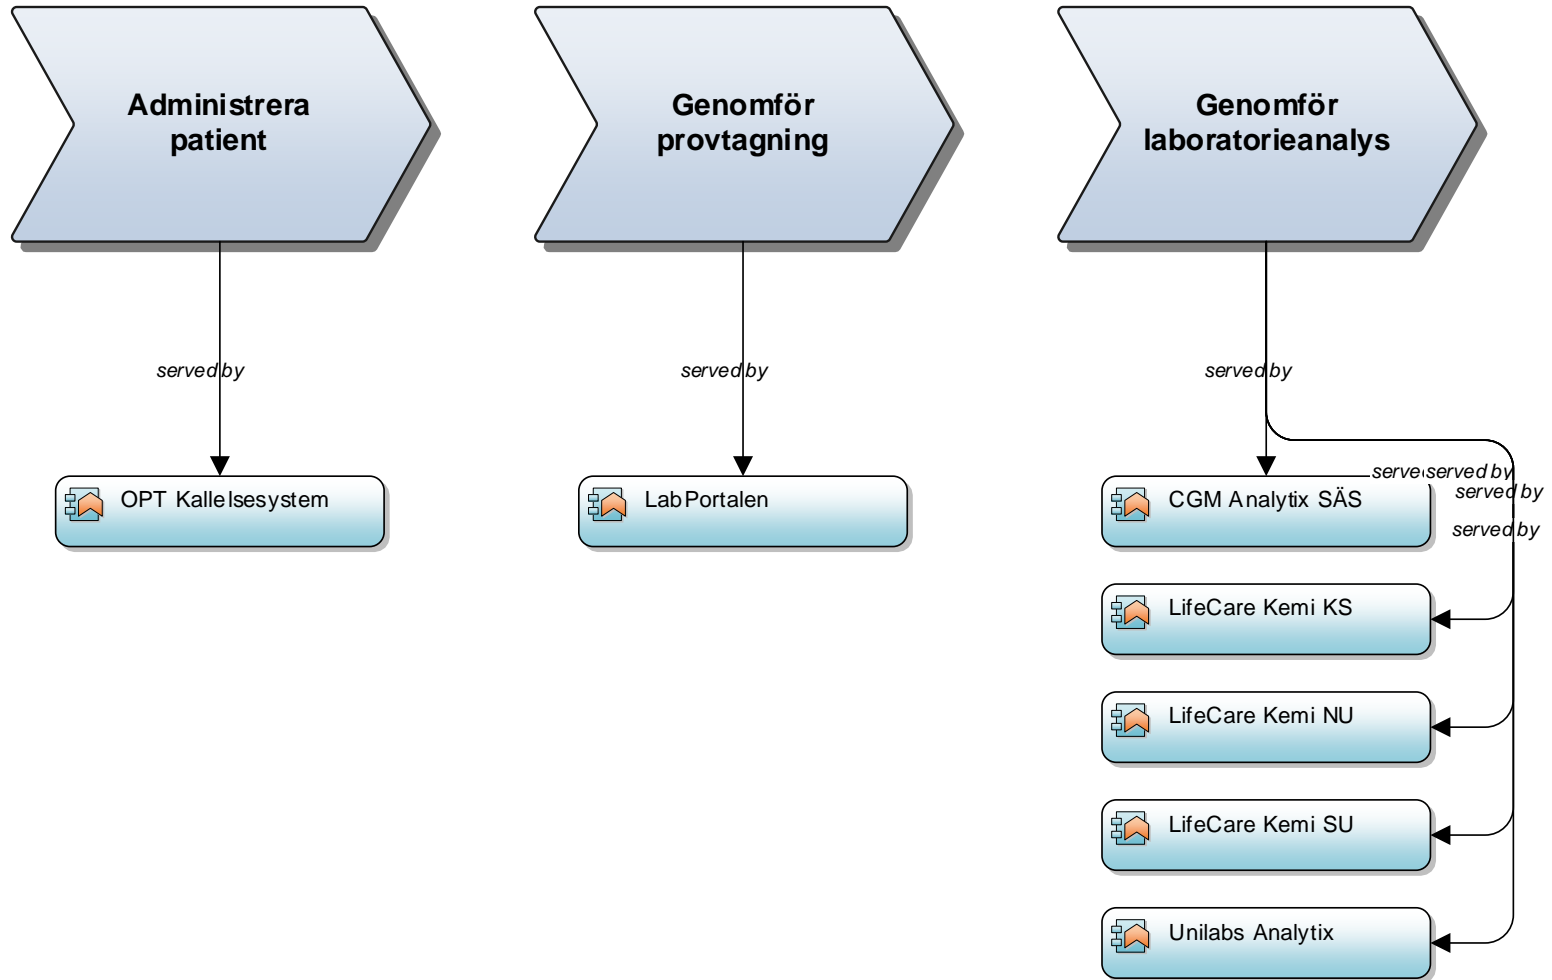 Administrera
patient
Genomför
provtagning
Genomför
laboratorieanalys
served by
served by
served by
OPT Kallelsesystem
LabPortalen
CGM Analytix SÄS
served by
served by
served by
LifeCare Kemi KS
LifeCare Kemi NU
LifeCare Kemi SU
Unilabs Analytix